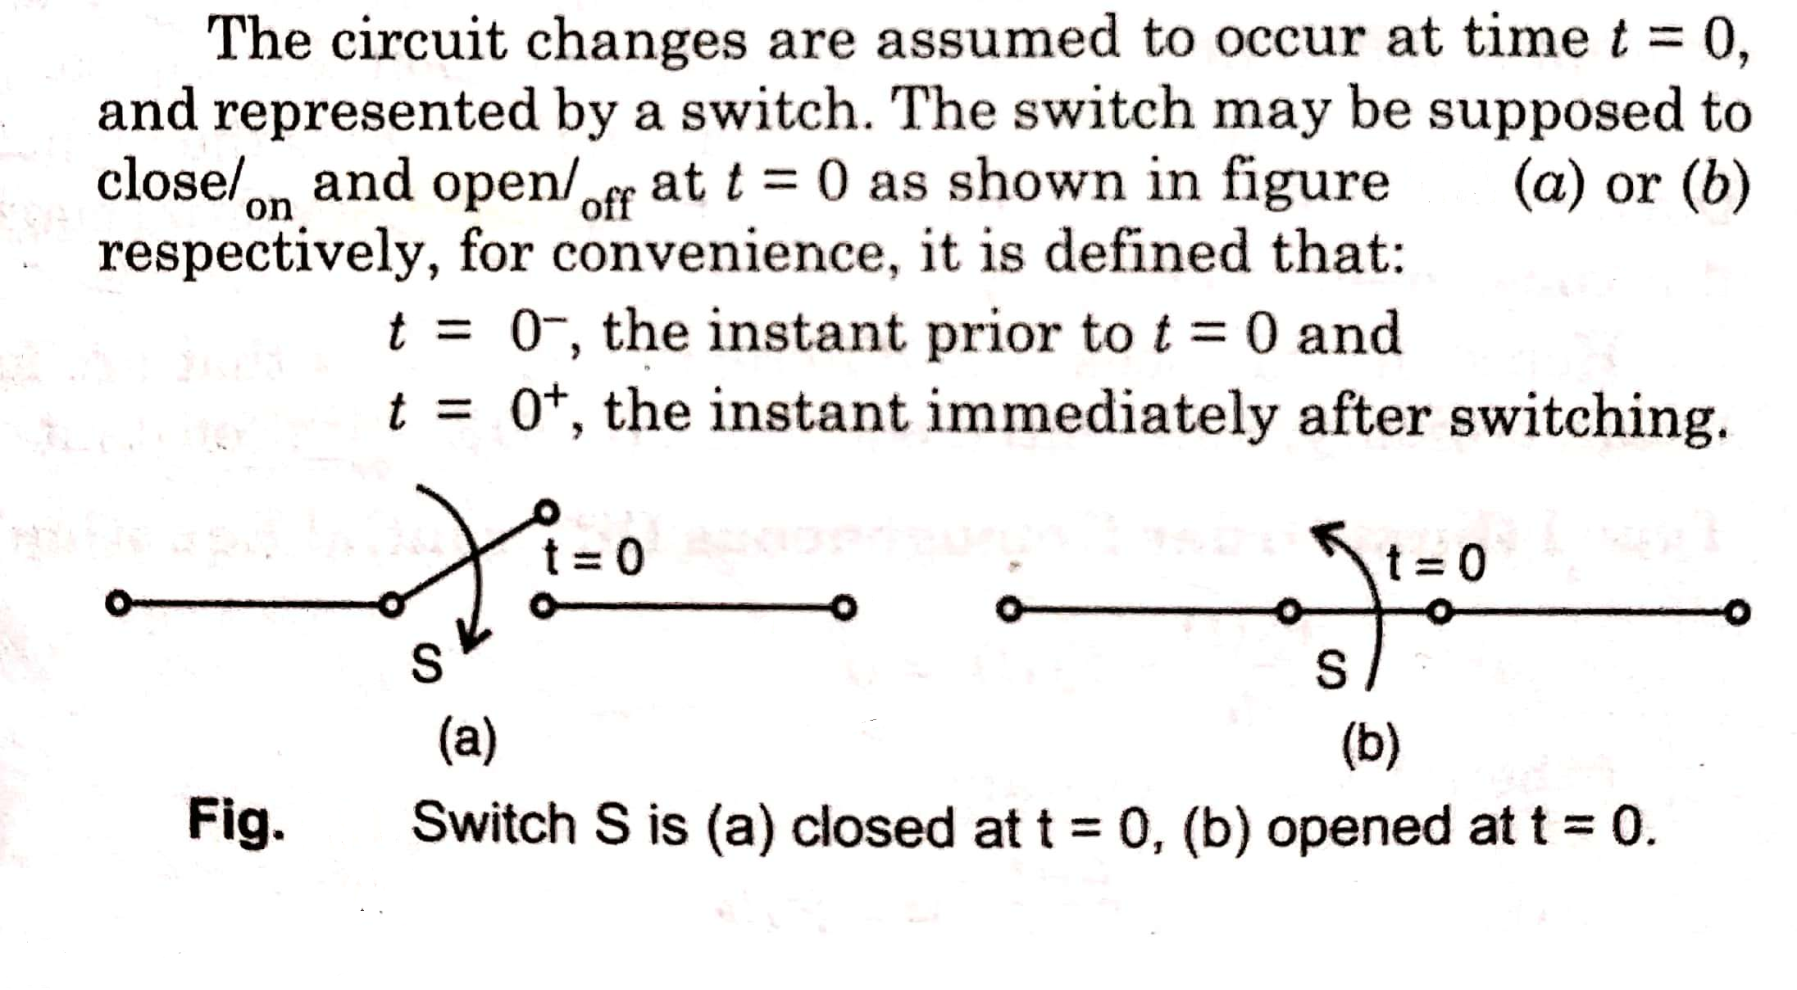 The circuit changes are assumed to occur at time t = 0,
and represented by a switch. The switch may be supposed to
close/on and open/off at t = 0 as shown in figure (a) or (b)
respectively, for convenience, it is defined that:
t = 0⁻, the instant prior to t = 0 and
t = 0⁺, the instant immediately after switching.
t = 0
S
(a)
t = 0
S
(b)
Fig. Switch S is (a) closed at t = 0, (b) opened at t = 0.